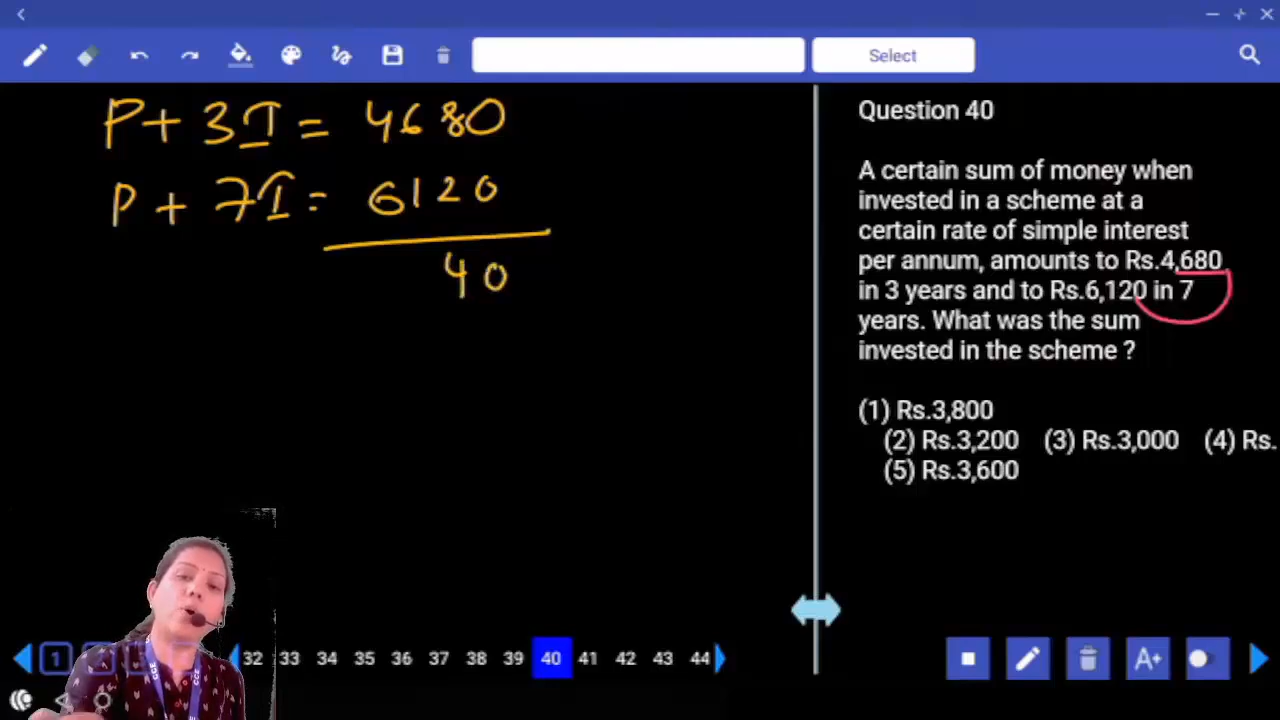 Select
P + 3I = 4680
P + 7I = 6120
40
Question 40
A certain sum of money when
invested in a scheme at a
certain rate of simple interest
per annum, amounts to Rs.4,680
in 3 years and to Rs.6,120 in 7
years. What was the sum
invested in the scheme ?
(1) Rs.3,800
(2) Rs.3,200 (3) Rs.3,000 (4) Rs.
(5) Rs.3,600
1 32 33 34 35 36 37 38 39 40 41 42 43 44
A+
CCE